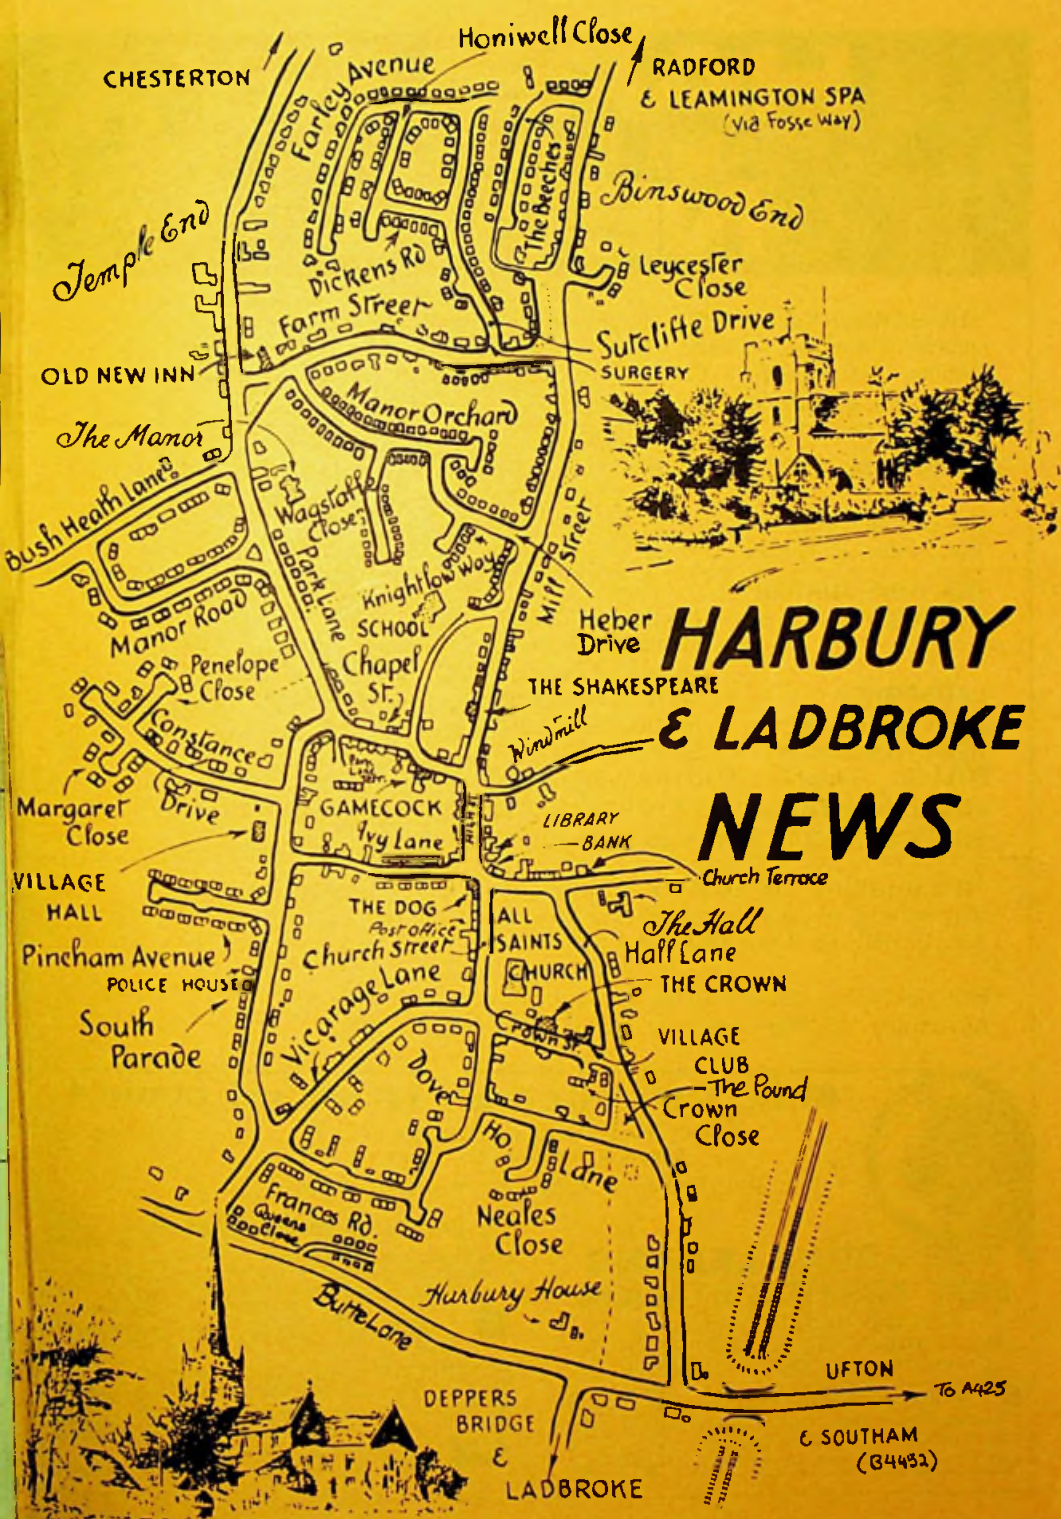 Honiwell Close
CHESTERTON
RADFORD
& LEAMINGTON SPA
(Via Fosse Way)
Farley Avenue
The Beeches
Binswood End
Temple End
Dickens Rd
Leycester
Close
Farm Street
Sutcliffe Drive
OLD NEW INN
SURGERY
Manor Orchard
The Manor
Bush Heath Lane
Wagstaffe
Close
Park Lane
Knightlow Way
Mill Street
Manor Road
SCHOOL
Heber
Drive
HARBURY
& LADBROKE
NEWS
Penelope
Close
Chapel
St.
THE SHAKESPEARE
Windmill
Constance
Drive
Margaret
Close
GAMECOCK
HIGH ST
Ivy Lane
LIBRARY
BANK
VILLAGE
HALL
Church Terrace
THE DOG
Post Office
Church Street
ALL
SAINTS
CHURCH
The Hall
Hall Lane
Pincham Avenue
POLICE HOUSE
THE CROWN
Vicarage Lane
South
Parade
Crown St.
VILLAGE
CLUB
The Pound
Crown
Close
Dovehouse
Lane
Frances Rd.
Queens
Close
Neales
Close
Harbury House
Butt Lane
DEPPERS
BRIDGE
&
LADBROKE
UFTON
To A425
& SOUTHAM
(B4452)